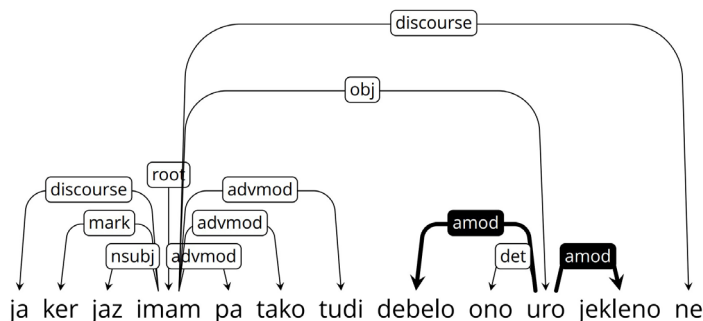 discourse
obj
root
discourse advmod
mark advmod amod
nsubj advmod det amod
ja ker jaz imam pa tako tudi debelo ono uro jekleno ne